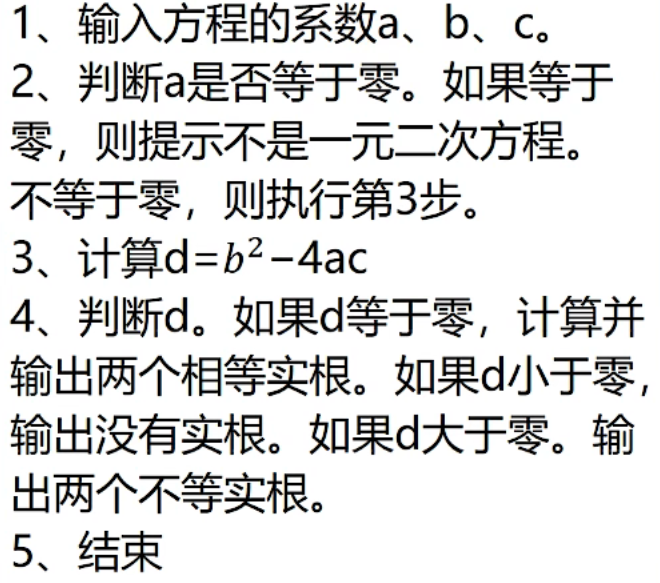 1、输入方程的系数a、b、c。
2、判断a是否等于零。如果等于
零，则提示不是一元二次方程。
不等于零，则执行第3步。
3、计算d=b²−4ac
4、判断d。如果d等于零，计算并
输出两个相等实根。如果d小于零，
输出没有实根。如果d大于零。输
出两个不等实根。
5、结束